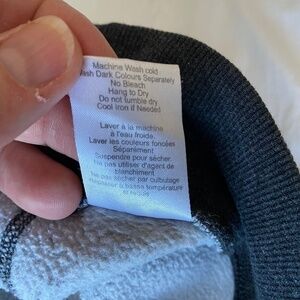 Machine Wash cold
Wash Dark Colours Separately
No Bleach
Hang to Dry
Do not tumble dry
Cool Iron if Needed
Laver à la machine
à l'eau froide.
Laver les couleurs foncées
Séparément
Suspendre pour sécher
Ne pas utiliser d'agent de
blanchiment
Ne pas sécher par culbutage
Repasser à basse température